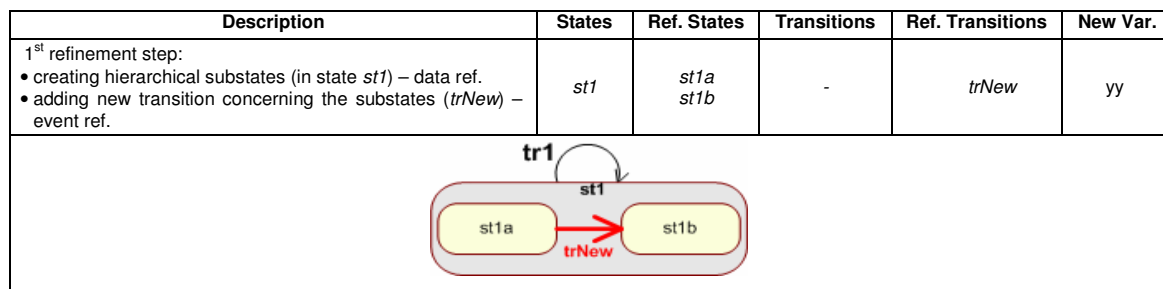 Description States Ref. States Transitions Ref. Transitions New Var.
1st refinement step:
• creating hierarchical substates (in state st1) – data ref.
• adding new transition concerning the substates (trNew) –
event ref.
st1
st1a
st1b
-
trNew
yy
tr1
st1
st1a
trNew
st1b